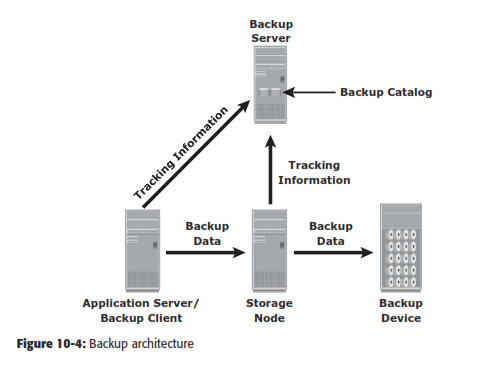 Backup
Server
Backup Catalog
Tracking Information
Tracking
Information
Backup
Data
Backup
Data
Application Server/
Backup Client
Storage
Node
Backup
Device
Figure 10-4: Backup architecture